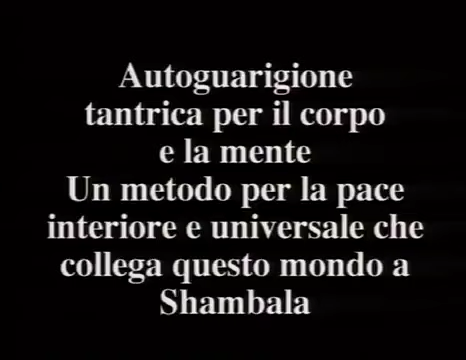 Autoguarigione
tantrica per il corpo
e la mente
Un metodo per la pace
interiore e universale che
collega questo mondo a
Shambala